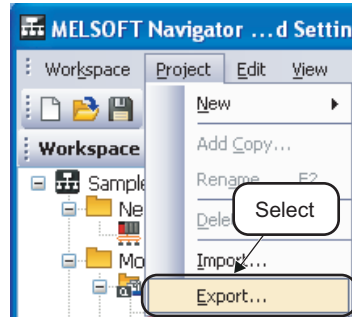 MELSOFT Navigator ...d Settin
Workspace Project Edit View
New
Workspace
Add Copy...
Sample
Rename F2
Ne
Dele
Select
Mo
Import...
Export...